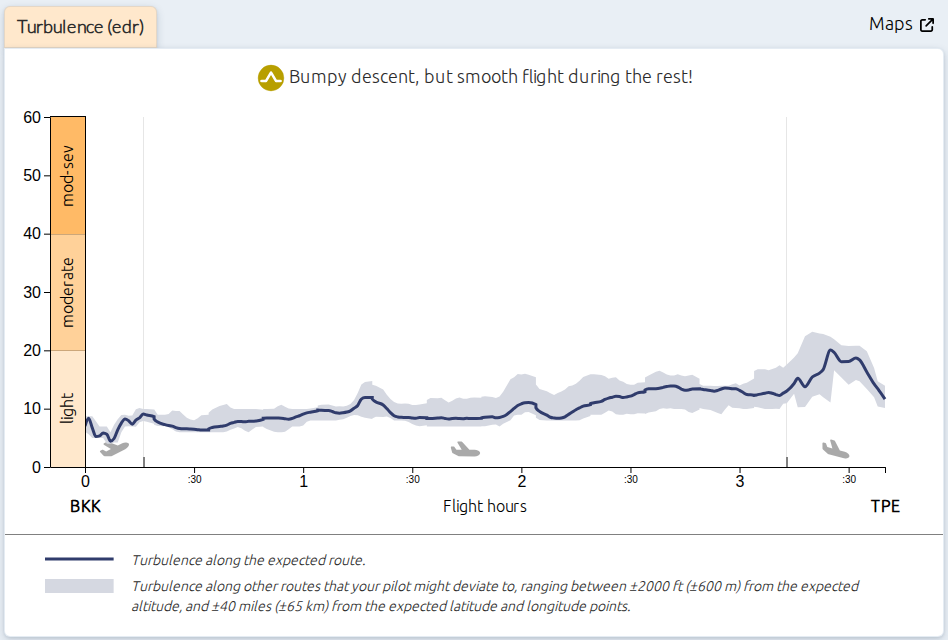 Turbulence (edr)
Maps
Bumpy descent, but smooth flight during the rest!
60
50
40
30
20
10
0
mod-sev
moderate
light
0 :30 1 :30 2 :30 3 :30
BKK Flight hours TPE
Turbulence along the expected route.
Turbulence along other routes that your pilot might deviate to, ranging between ±2000 ft (±600 m) from the expected
altitude, and ±40 miles (±65 km) from the expected latitude and longitude points.